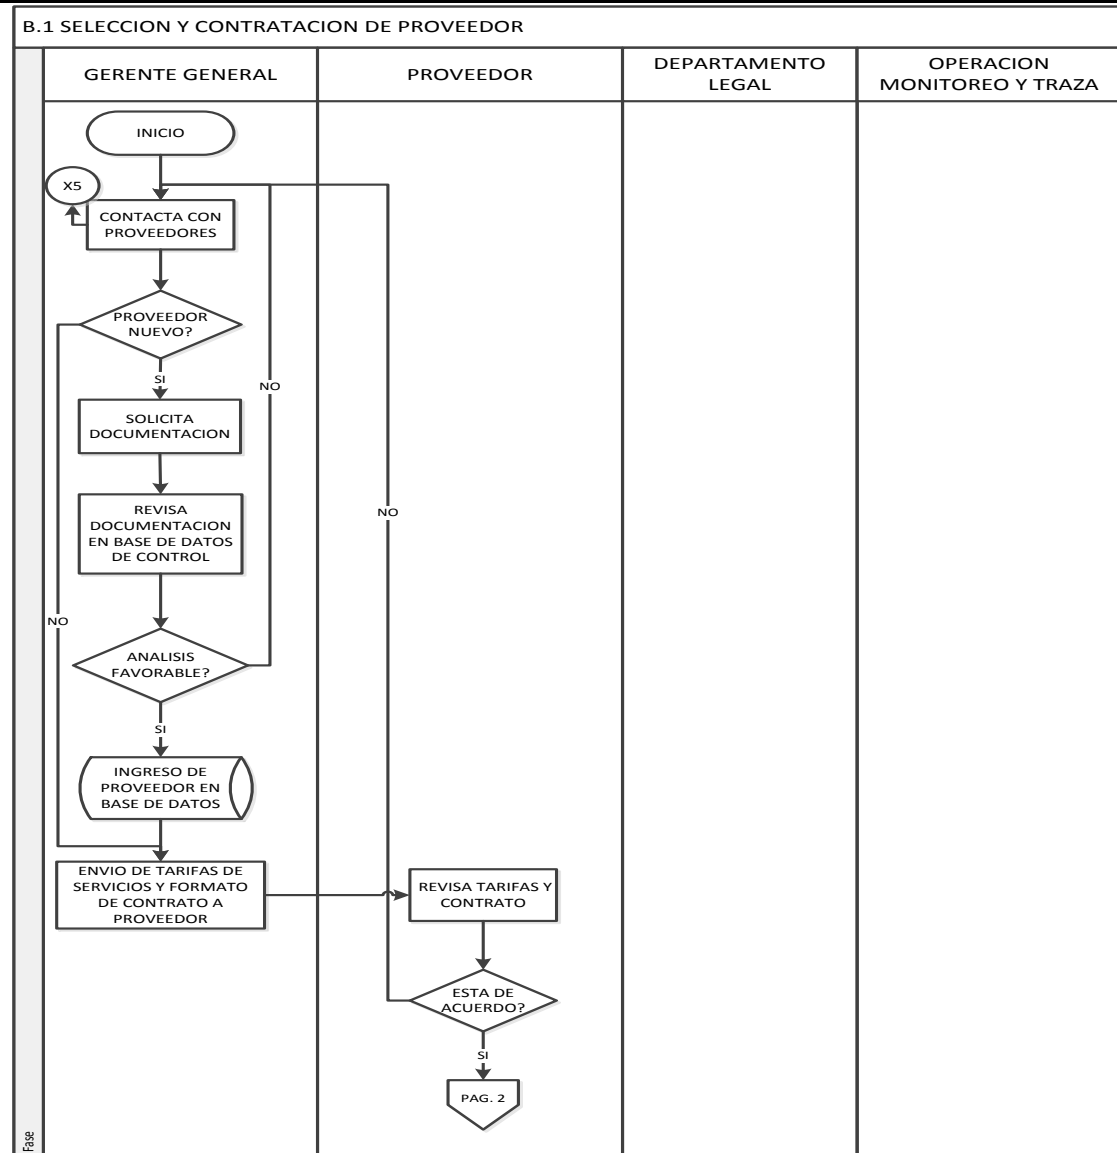 B.1 SELECCION Y CONTRATACION DE PROVEEDOR
GERENTE GENERAL
PROVEEDOR
DEPARTAMENTO
LEGAL
OPERACION
MONITOREO Y TRAZA
INICIO
X5
CONTACTA CON
PROVEEDORES
PROVEEDOR
NUEVO?
SI
NO
SOLICITA
DOCUMENTACION
REVISA
DOCUMENTACION
EN BASE DE DATOS
DE CONTROL
NO
NO
ANALISIS
FAVORABLE?
SI
INGRESO DE
PROVEEDOR EN
BASE DE DATOS
ENVIO DE TARIFAS DE
SERVICIOS Y FORMATO
DE CONTRATO A
PROVEEDOR
REVISA TARIFAS Y
CONTRATO
ESTA DE
ACUERDO?
SI
PAG. 2
Fase